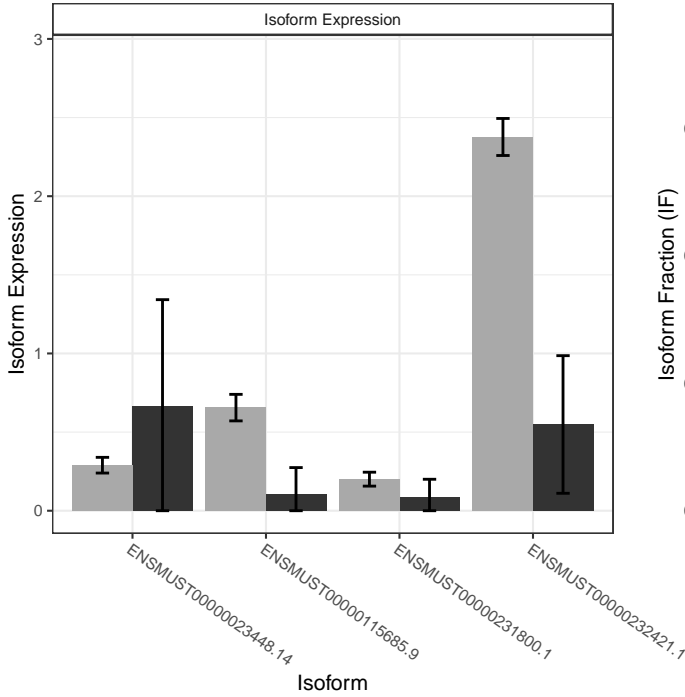 Isoform Expression
3
2
1
0
Isoform Expression
Isoform Fraction (IF)
ENSMUST00000023448.14
ENSMUST00000115685.9
ENSMUST00000231800.1
ENSMUST00000232421.1
Isoform